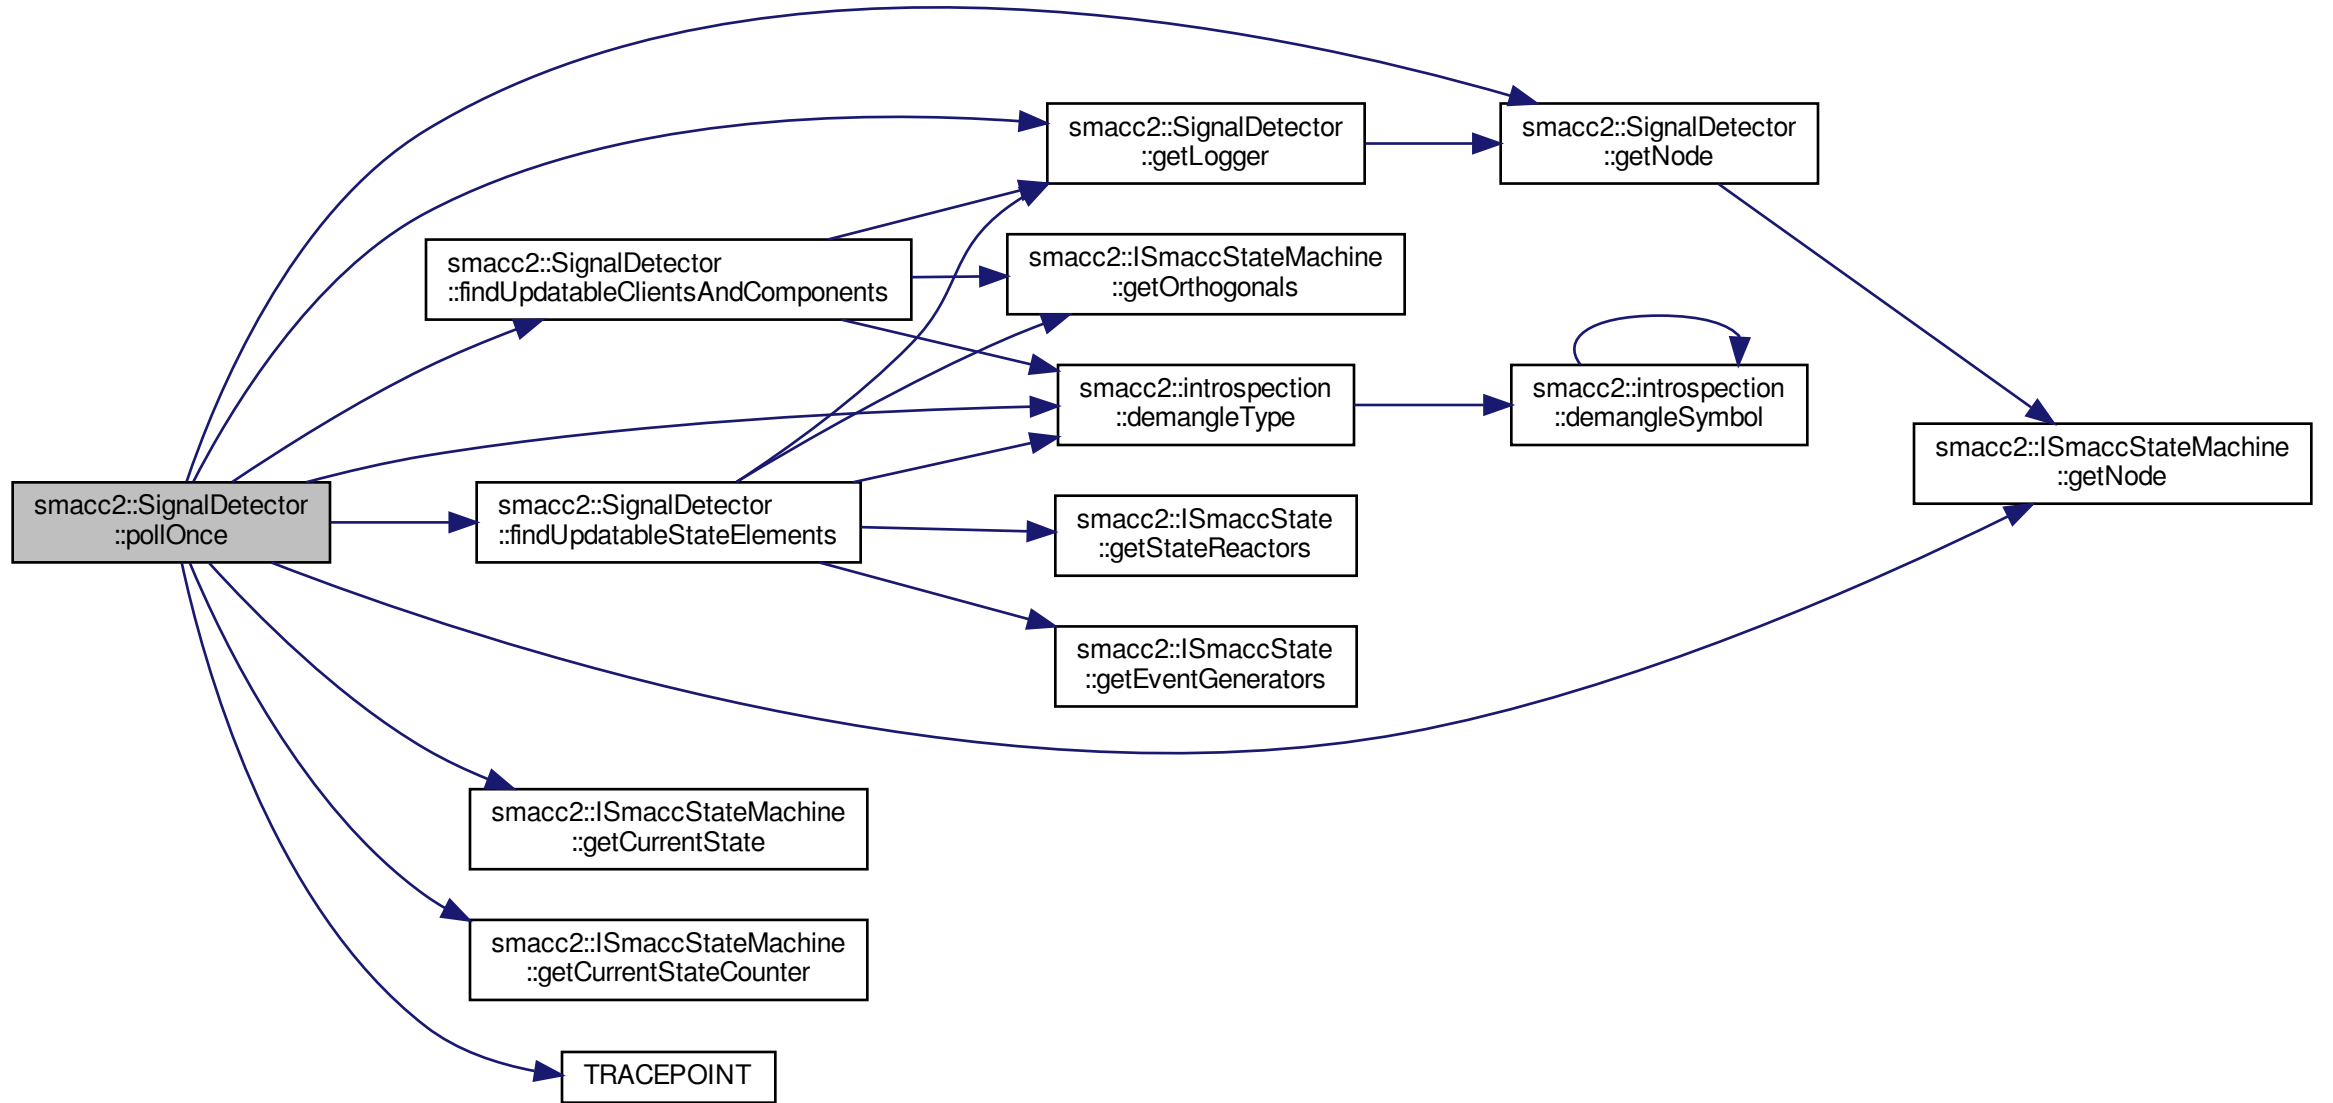 smacc2::SignalDetector
::pollOnce
smacc2::SignalDetector
::findUpdatableClientsAndComponents
smacc2::SignalDetector
::getLogger
smacc2::SignalDetector
::getNode
smacc2::ISmaccStateMachine
::getOrthogonals
smacc2::introspection
::demangleType
smacc2::introspection
::demangleSymbol
smacc2::ISmaccStateMachine
::getNode
smacc2::SignalDetector
::findUpdatableStateElements
smacc2::ISmaccState
::getStateReactors
smacc2::ISmaccState
::getEventGenerators
smacc2::ISmaccStateMachine
::getCurrentState
smacc2::ISmaccStateMachine
::getCurrentStateCounter
TRACEPOINT